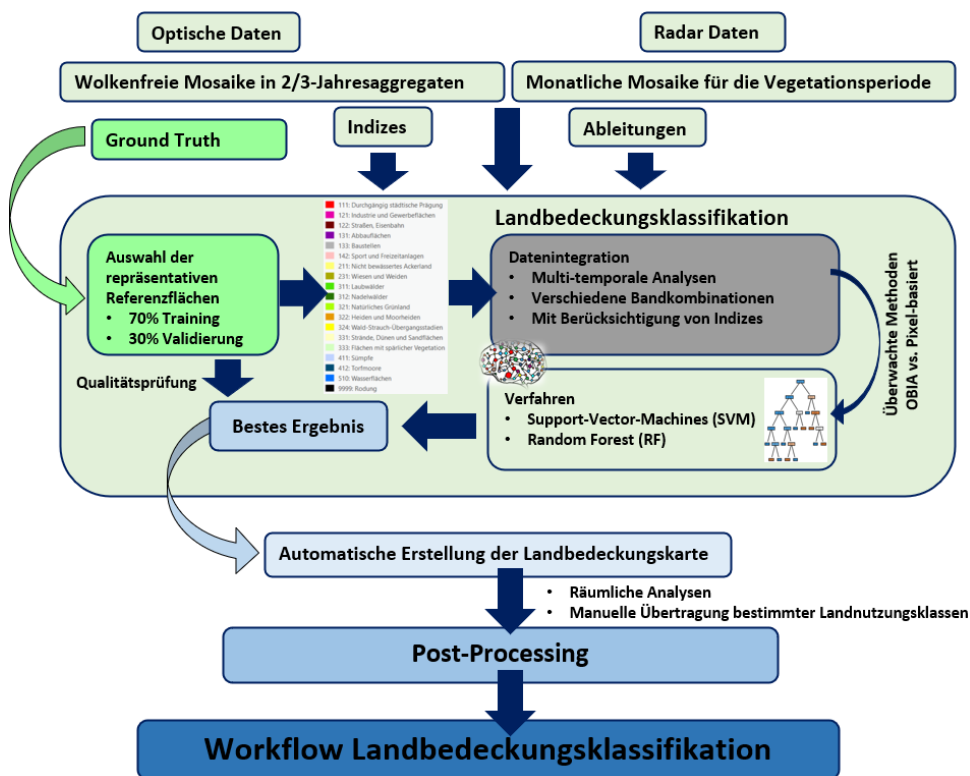 Optische Daten
Radar Daten
Wolkenfreie Mosaike in 2/3-Jahresaggregaten
Monatliche Mosaike für die Vegetationsperiode
Indizes
Ableitungen
Ground Truth
Landbedeckungsklassifikation
Auswahl der
repräsentativen
Referenzflächen
• 70% Training
• 30% Validierung
111: Durchgängig städtische Prägung
121: Industrie und Gewerbeflächen
122: Straßen, Eisenbahn
131: Abbauflächen
133: Baustellen
142: Sport und Freizeitanlagen
211: Nicht bewässertes Ackerland
231: Wiesen und Weiden
311: Laubwälder
312: Nadelwälder
321: Natürliches Grünland
322: Heiden und Moorheiden
324: Wald-Strauch-Übergangsstadien
331: Strände, Dünen und Sandflächen
333: Flächen mit spärlicher Vegetation
411: Sümpfe
412: Torfmoore
510: Wasserflächen
9999: Rodung
Datenintegration
• Multi-temporale Analysen
• Verschiedene Bandkombinationen
• Mit Berücksichtigung von Indizes
Überwachte Methoden
OBIA vs. Pixel-basiert
Qualitätsprüfung
Verfahren
• Support-Vector-Machines (SVM)
• Random Forest (RF)
Bestes Ergebnis
Automatische Erstellung der Landbedeckungskarte
• Räumliche Analysen
• Manuelle Übertragung bestimmter Landnutzungsklassen
Post-Processing
Workflow Landbedeckungsklassifikation